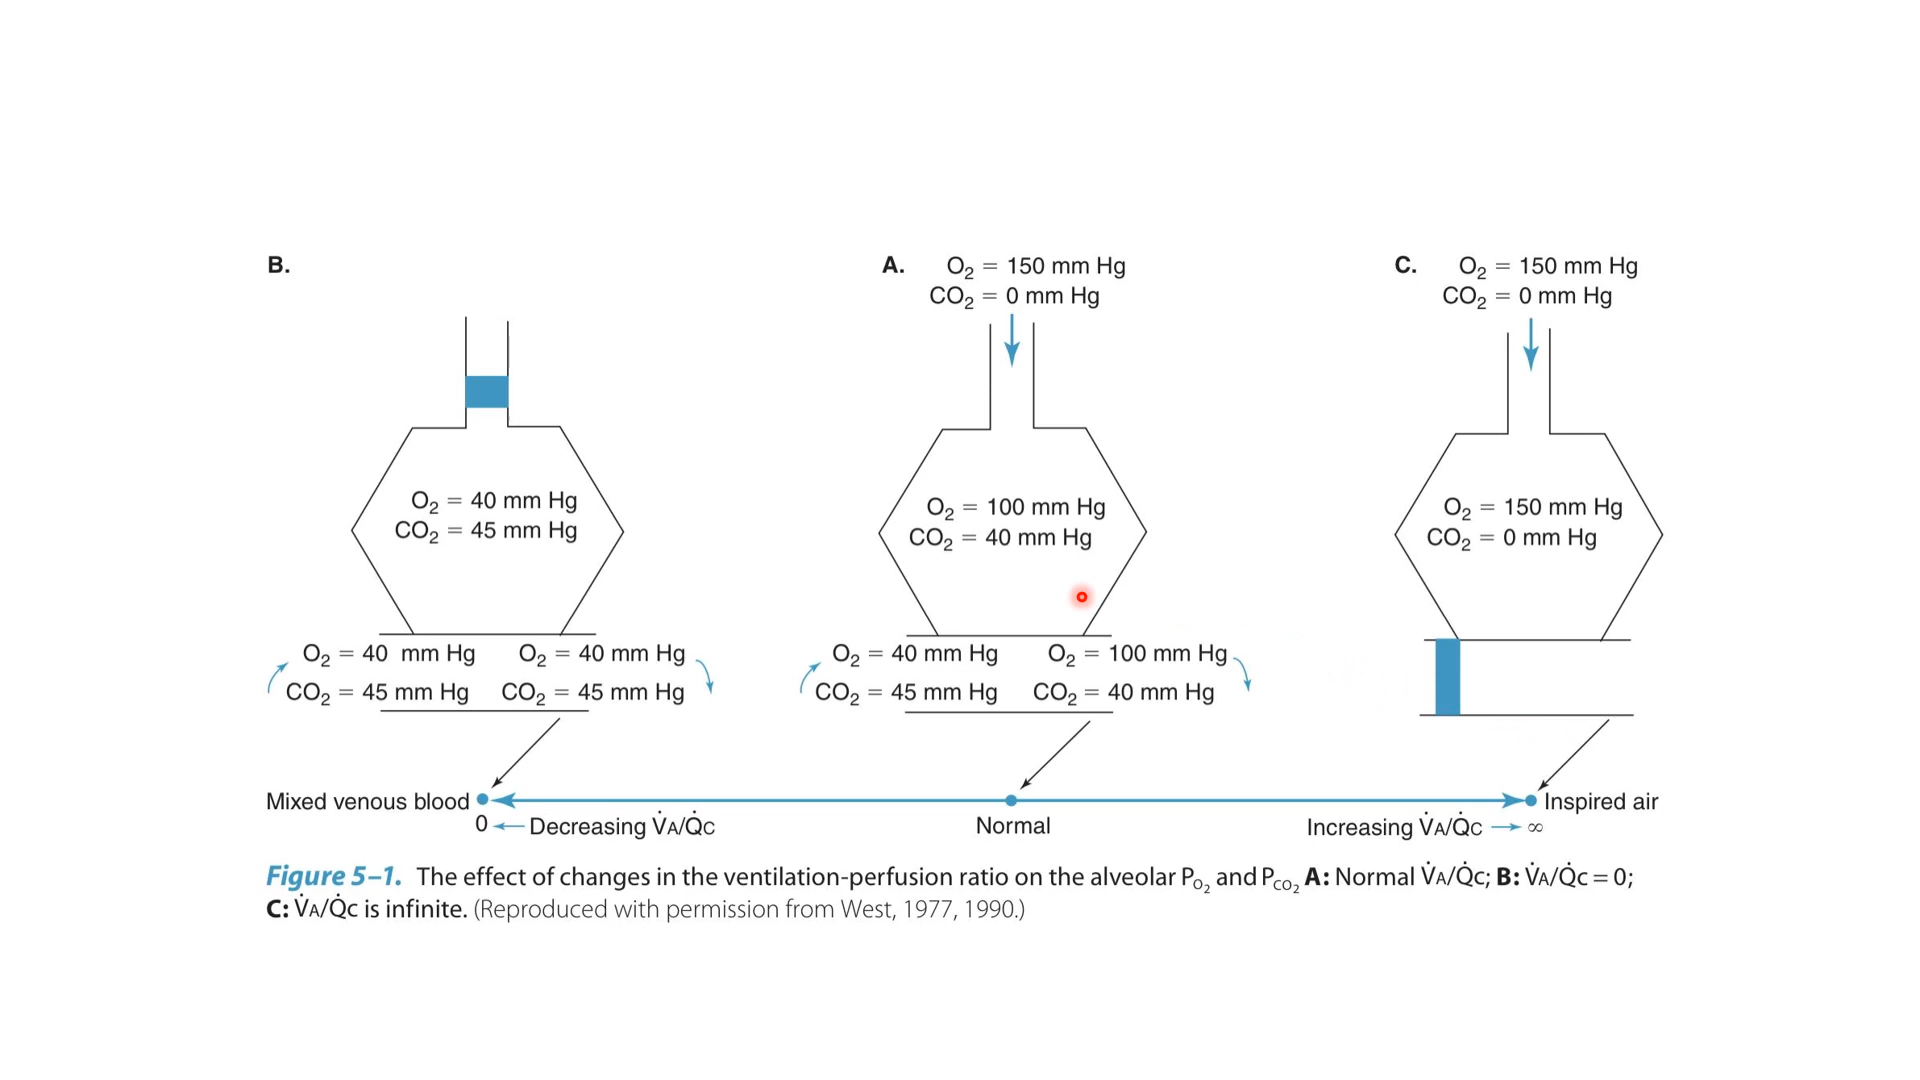 B.
O₂ = 40 mm Hg
CO₂ = 45 mm Hg
O₂ = 40 mm Hg
CO₂ = 45 mm Hg
O₂ = 40 mm Hg
CO₂ = 45 mm Hg
A.
O₂ = 150 mm Hg
CO₂ = 0 mm Hg
O₂ = 100 mm Hg
CO₂ = 40 mm Hg
O₂ = 40 mm Hg
CO₂ = 45 mm Hg
O₂ = 100 mm Hg
CO₂ = 40 mm Hg
C.
O₂ = 150 mm Hg
CO₂ = 0 mm Hg
O₂ = 150 mm Hg
CO₂ = 0 mm Hg
Mixed venous blood
Inspired air
0 ← Decreasing V̇A/Q̇C
Normal
Increasing V̇A/Q̇C → ∞
Figure 5–1. The effect of changes in the ventilation-perfusion ratio on the alveolar PO₂ and PCO₂ A: Normal V̇A/Q̇C; B: V̇A/Q̇C = 0;
C: V̇A/Q̇C is infinite. (Reproduced with permission from West, 1977, 1990.)